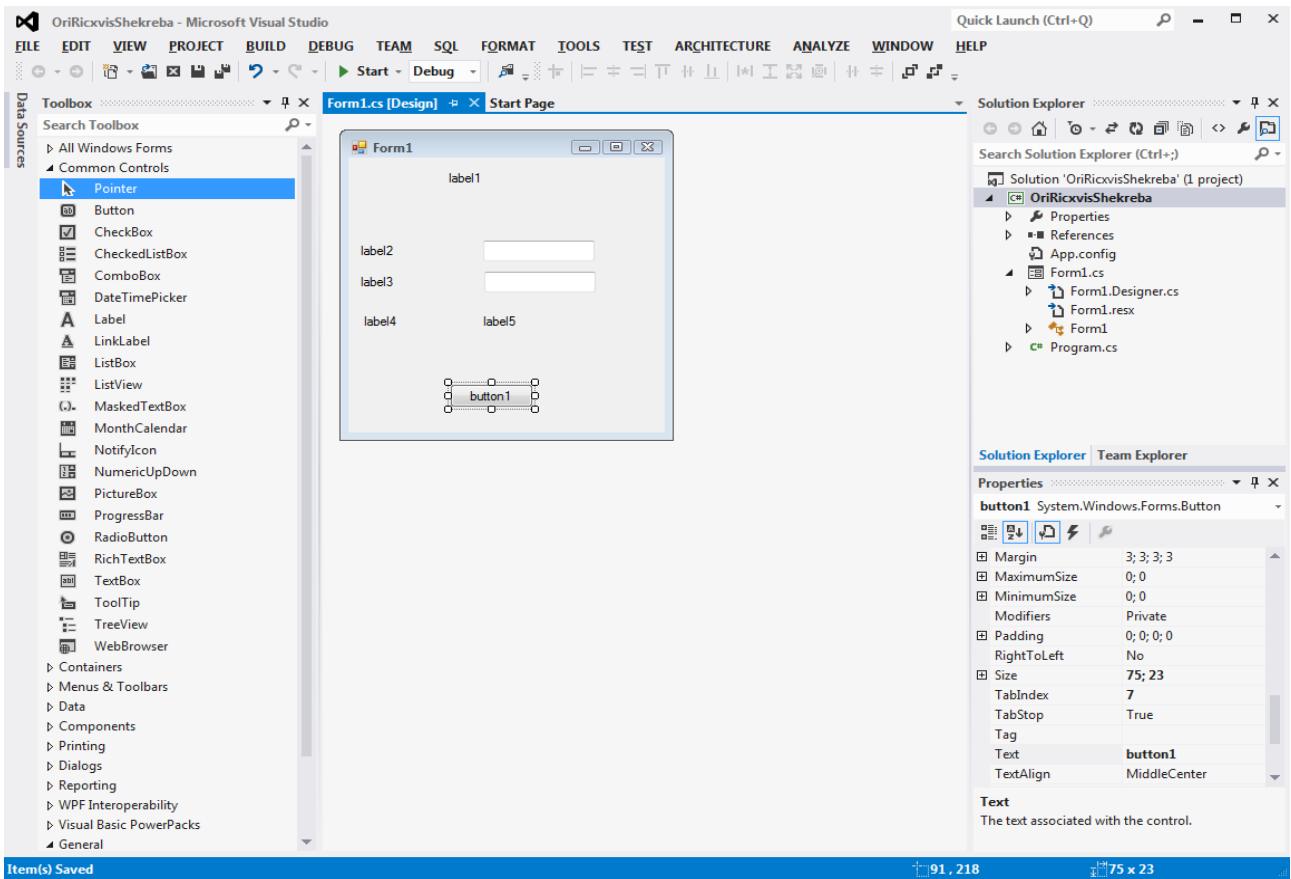 OriRicxvisShekreba - Microsoft Visual Studio
Quick Launch (Ctrl+Q)
FILE EDIT VIEW PROJECT BUILD DEBUG TEAM SQL FORMAT TOOLS TEST ARCHITECTURE ANALYZE WINDOW HELP
Start Debug
Data Sources
Toolbox
Search Toolbox
All Windows Forms
Common Controls
Pointer
Button
CheckBox
CheckedListBox
ComboBox
DateTimePicker
Label
LinkLabel
ListBox
ListView
MaskedTextBox
MonthCalendar
NotifyIcon
NumericUpDown
PictureBox
ProgressBar
RadioButton
RichTextBox
TextBox
ToolTip
TreeView
WebBrowser
Containers
Menus & Toolbars
Data
Components
Printing
Dialogs
Reporting
WPF Interoperability
Visual Basic PowerPacks
General
Form1.cs [Design] Start Page
Form1
label1
label2
label3
label4 label5
button1
Solution Explorer
Search Solution Explorer (Ctrl+;)
Solution 'OriRicxvisShekreba' (1 project)
OriRicxvisShekreba
Properties
References
App.config
Form1.cs
Form1.Designer.cs
Form1.resx
Form1
Program.cs
Solution Explorer Team Explorer
Properties
button1 System.Windows.Forms.Button
Margin 3; 3; 3; 3
MaximumSize 0; 0
MinimumSize 0; 0
Modifiers Private
Padding 0; 0; 0; 0
RightToLeft No
Size 75; 23
TabIndex 7
TabStop True
Tag
Text button1
TextAlign MiddleCenter
Text
The text associated with the control.
Item(s) Saved 91 , 218 75 x 23